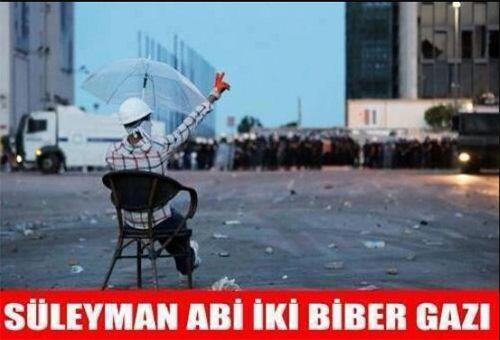 SÜLEYMAN ABİ İKİ BİBER GAZI